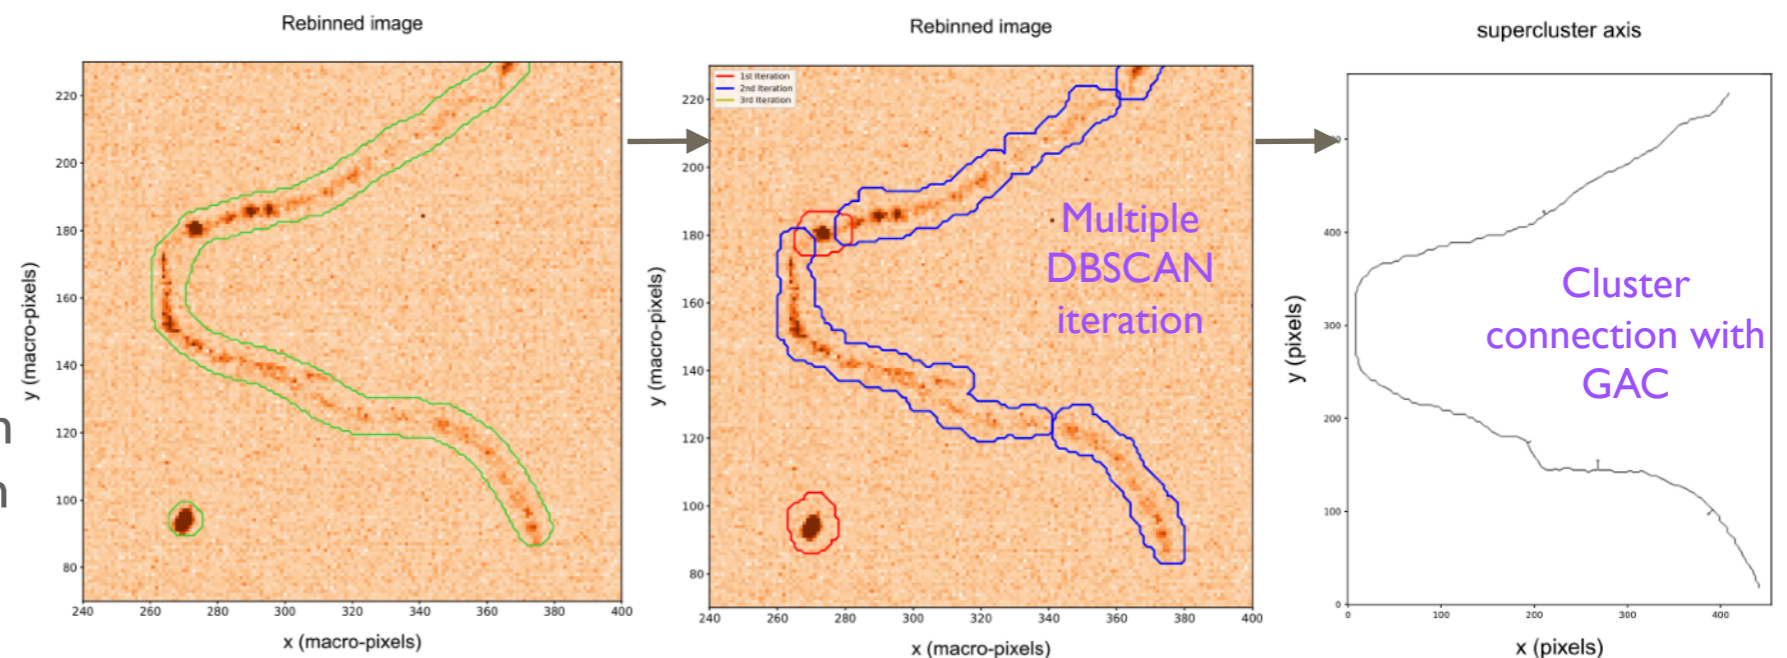 Rebinned image
220
200
180
160
140
120
100
80
240 260 280 300 320 340 360 380 400
y (macro-pixels)
x (macro-pixels)
n
n
Rebinned image
1st Iteration
2nd Iteration
3rd Iteration
220
200
180
160
140
120
100
80
240 260 280 300 320 340 360 380 400
y (macro-pixels)
x (macro-pixels)
Multiple
DBSCAN
iteration
supercluster axis
400
300
200
100
0
0 100 200 300 400
y (pixels)
x (pixels)
Cluster
connection with
GAC